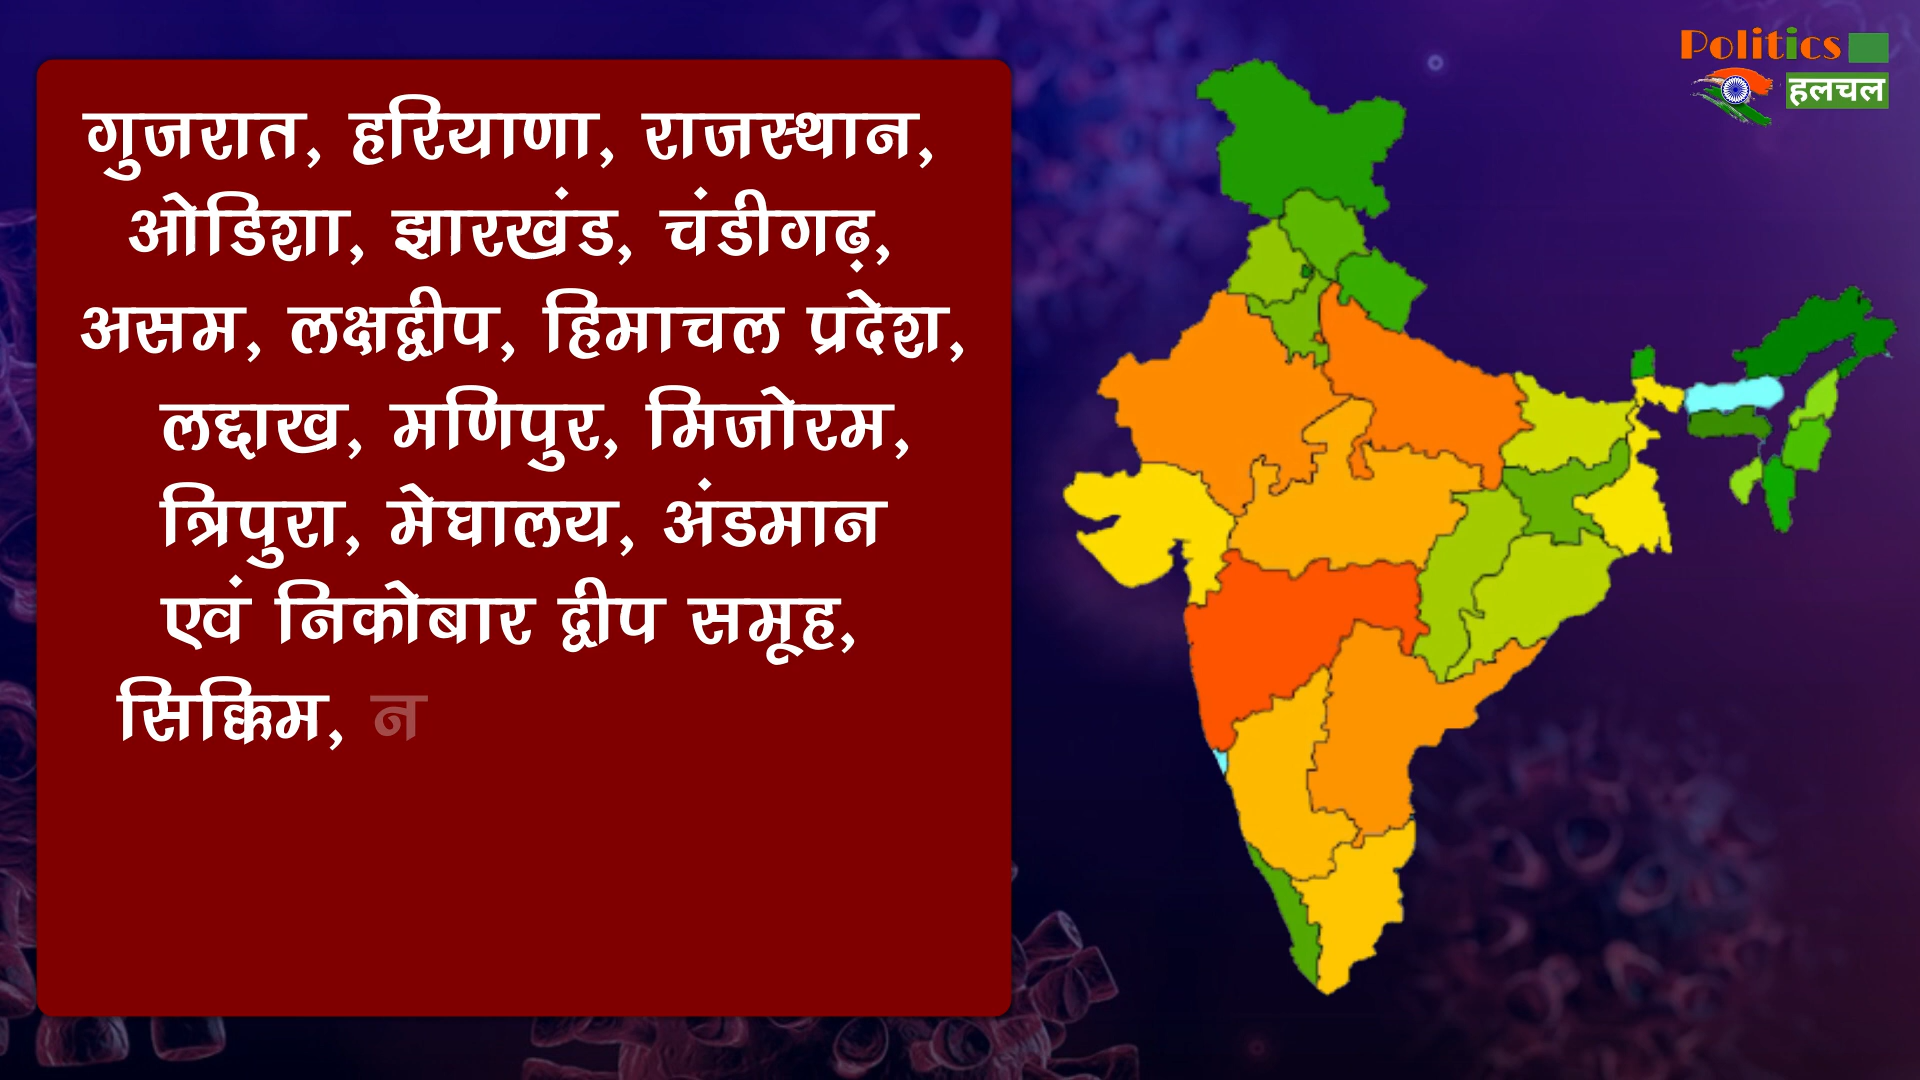 Politics
हलचल
गुजरात, हरियाणा, राजस्थान,
ओडिशा, झारखंड, चंडीगढ़,
असम, लक्षद्वीप, हिमाचल प्रदेश,
लद्दाख, मणिपुर, मिजोरम,
त्रिपुरा, मेघालय, अंडमान
एवं निकोबार द्वीप समूह,
सिक्किम, न